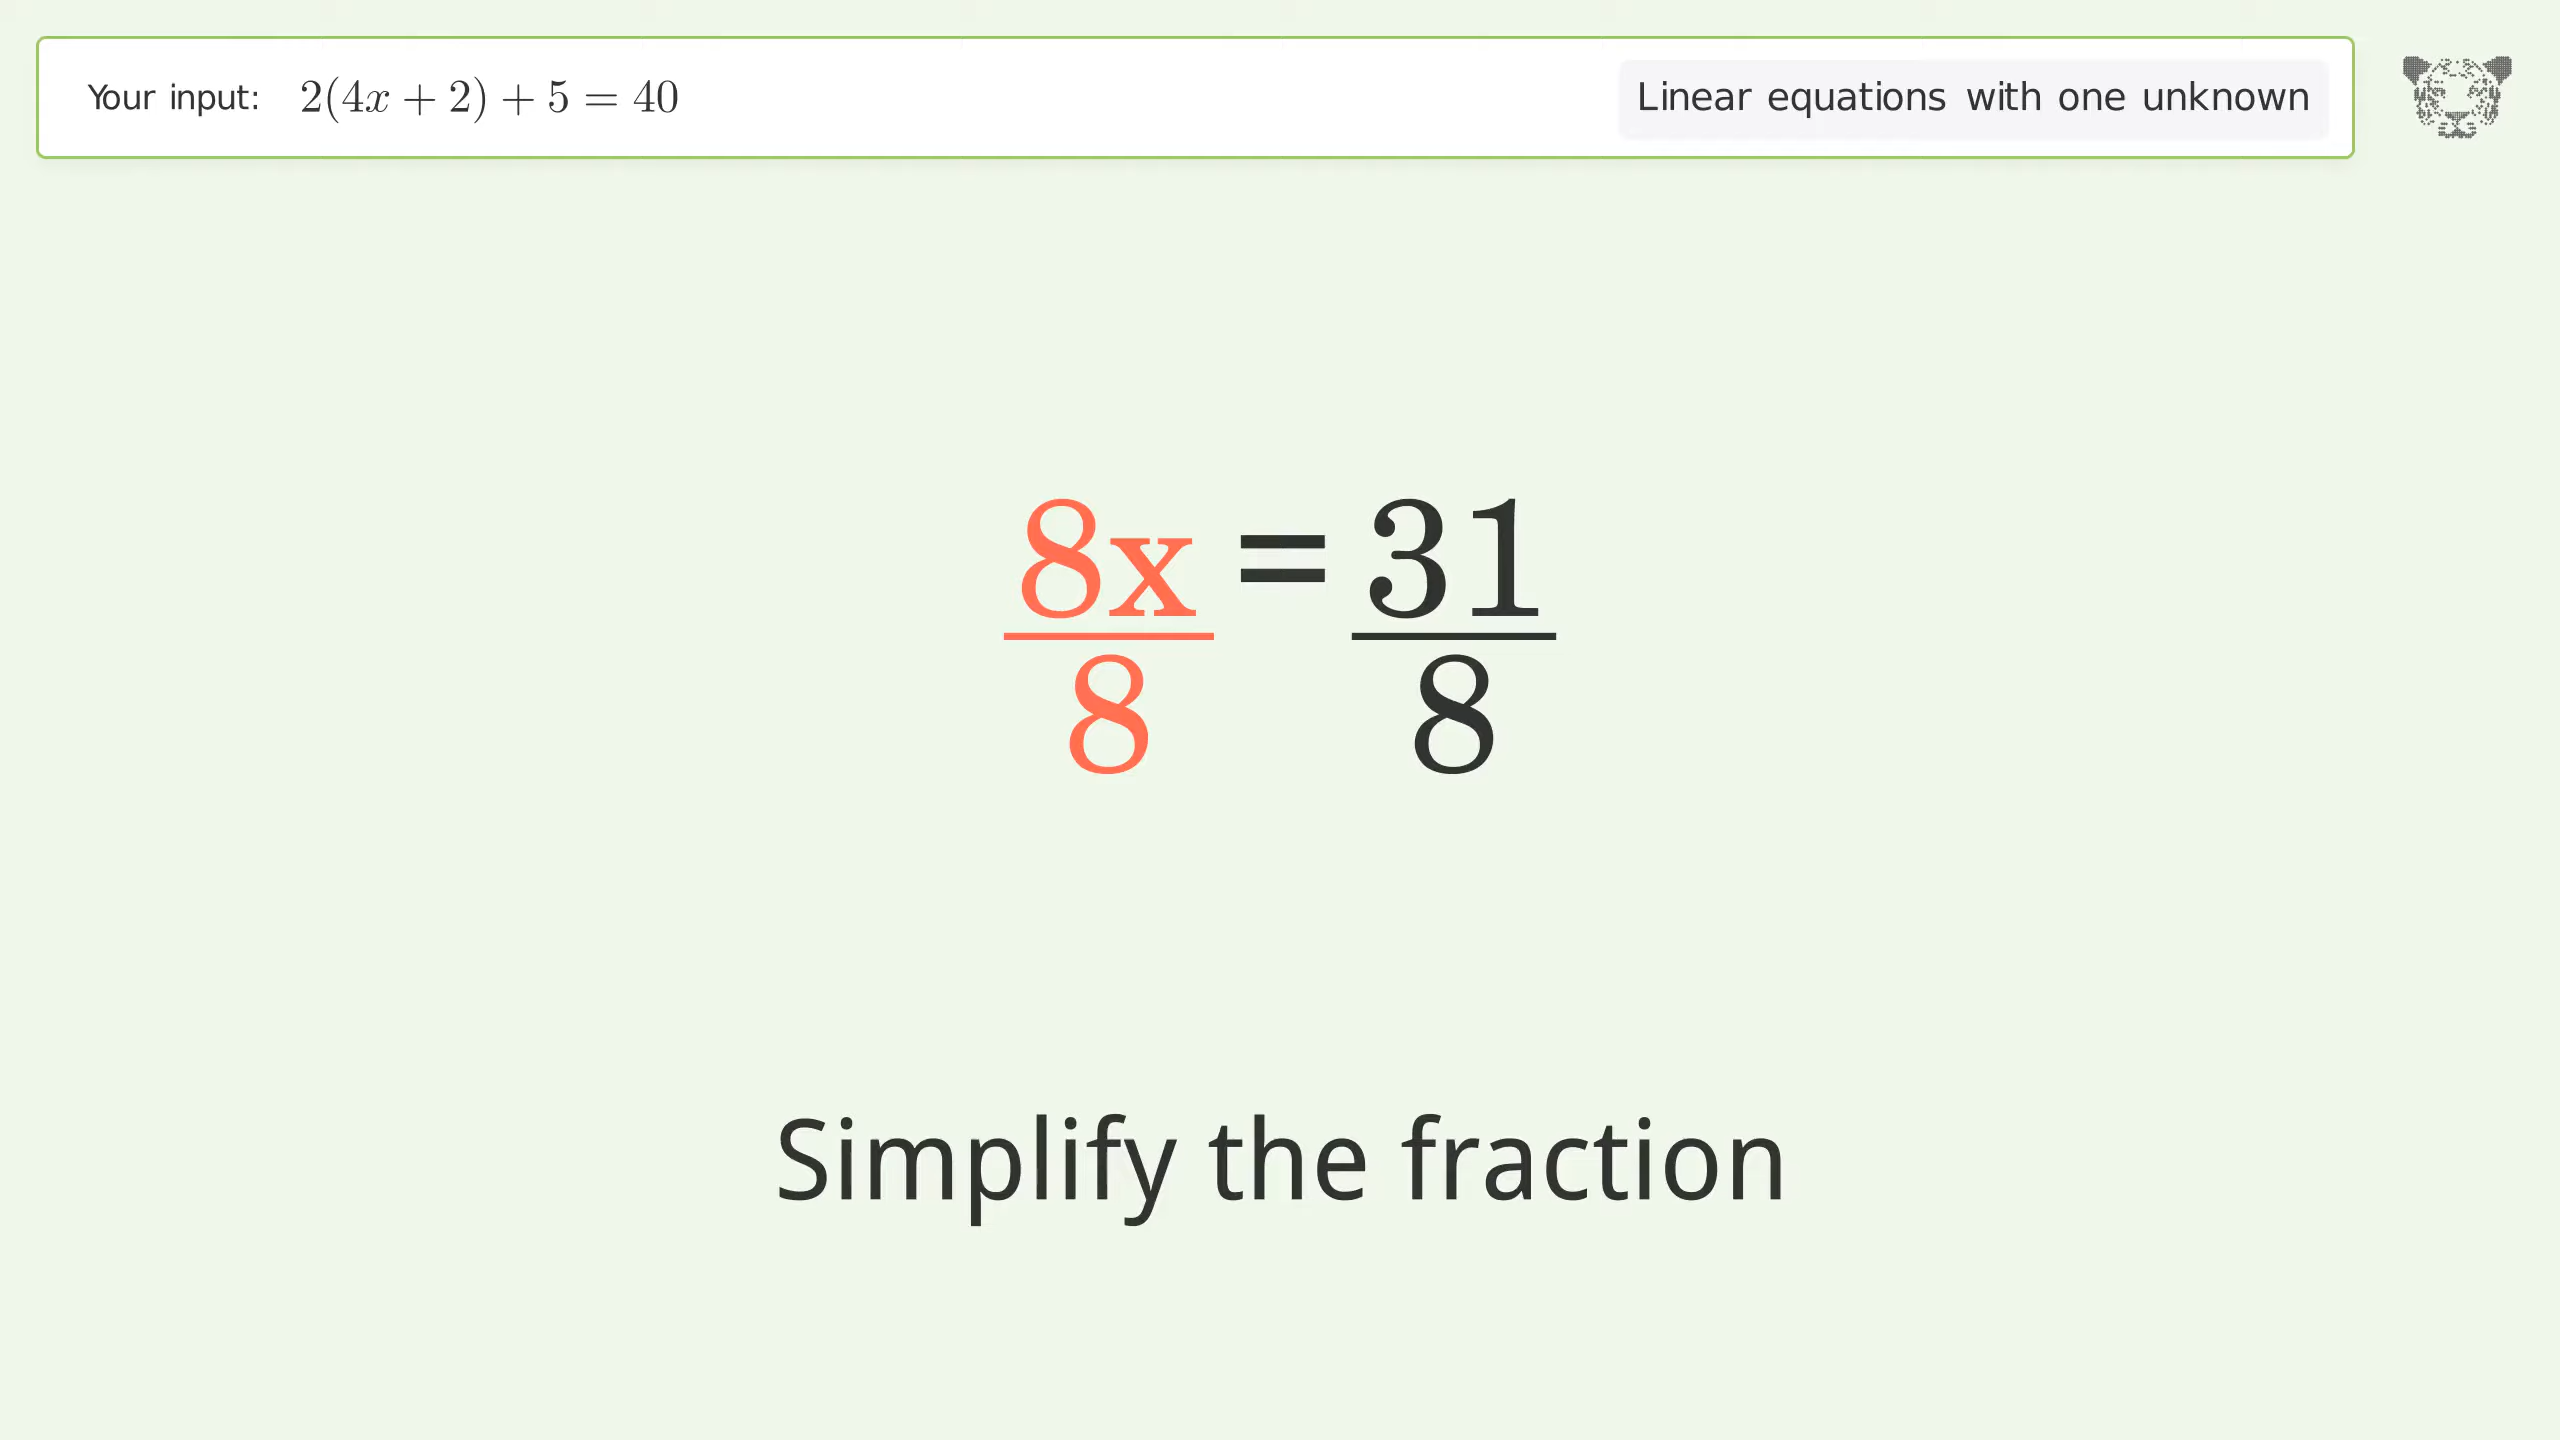 Your input: 2(4x + 2) + 5 = 40
Linear equations with one unknown
8x/8 = 31/8
Simplify the fraction